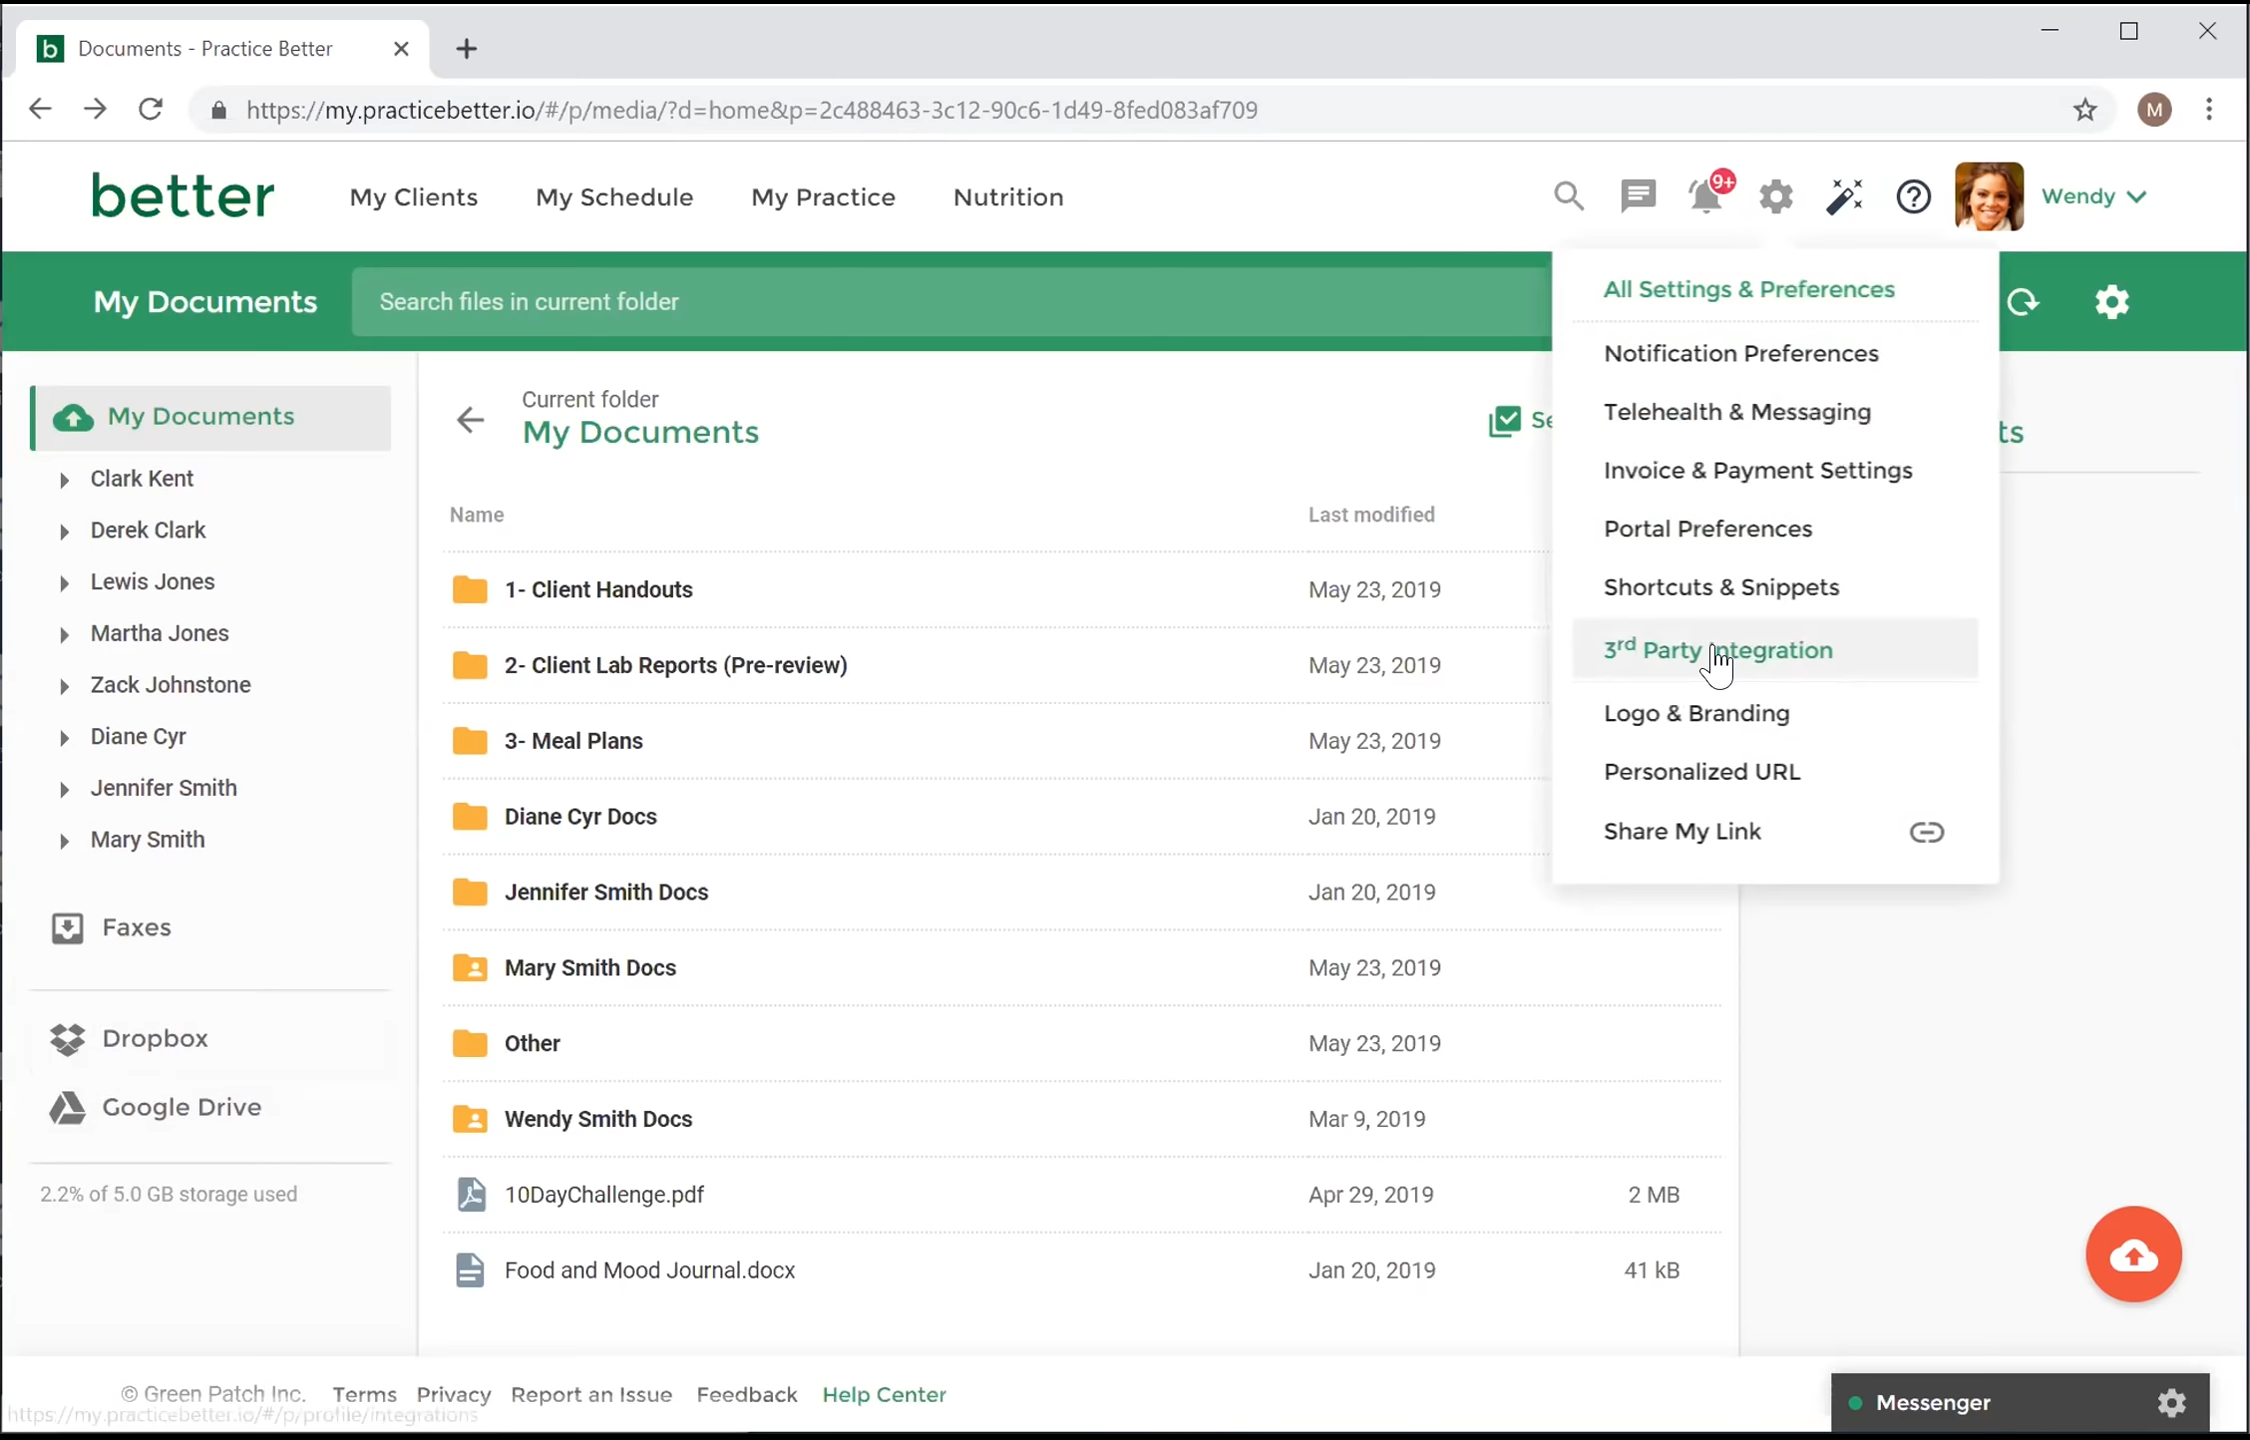 Documents - Practice Better
https://my.practicebetter.io/#/p/media/?d=home&p=2c488463-3c12-90c6-1d49-8fed083af709
M
better
My Clients
My Schedule
My Practice
Nutrition
9+
Wendy
My Documents
Search files in current folder
All Settings & Preferences
Notification Preferences
Telehealth & Messaging
Invoice & Payment Settings
Portal Preferences
Shortcuts & Snippets
3rd Party Integration
Logo & Branding
Personalized URL
Share My Link
My Documents
Clark Kent
Derek Clark
Lewis Jones
Martha Jones
Zack Johnstone
Diane Cyr
Jennifer Smith
Mary Smith
Faxes
Dropbox
Google Drive
2.2% of 5.0 GB storage used
Current folder
My Documents
Se
ts
Name Last modified
1- Client Handouts May 23, 2019
2- Client Lab Reports (Pre-review) May 23, 2019
3- Meal Plans May 23, 2019
Diane Cyr Docs Jan 20, 2019
Jennifer Smith Docs Jan 20, 2019
Mary Smith Docs May 23, 2019
Other May 23, 2019
Wendy Smith Docs Mar 9, 2019
10DayChallenge.pdf Apr 29, 2019 2 MB
Food and Mood Journal.docx Jan 20, 2019 41 kB
© Green Patch Inc. Terms Privacy Report an Issue Feedback Help Center
https://my.practicebetter.io/#/p/profile/integrations
Messenger